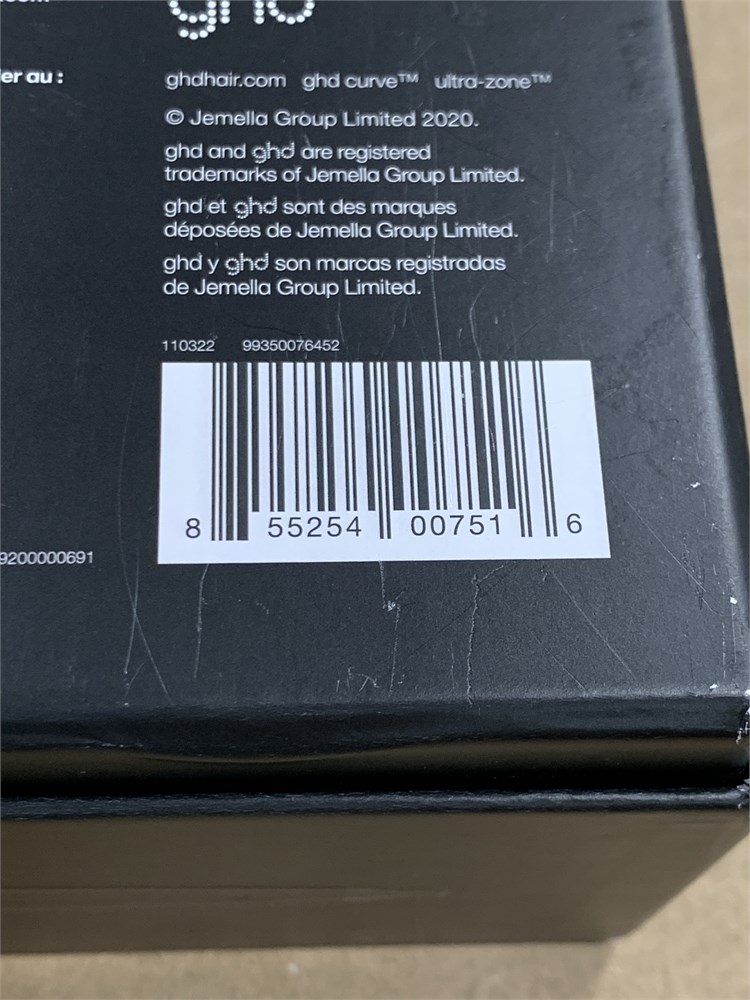 .com
ghd
er au :
ghdhair.com ghd curve™ ultra-zone™
© Jemella Group Limited 2020.
ghd and ghd are registered
trademarks of Jemella Group Limited.
ghd et ghd sont des marques
déposées de Jemella Group Limited.
ghd y ghd son marcas registradas
de Jemella Group Limited.
110322 99350076452
8 55254 00751 6
9200000691